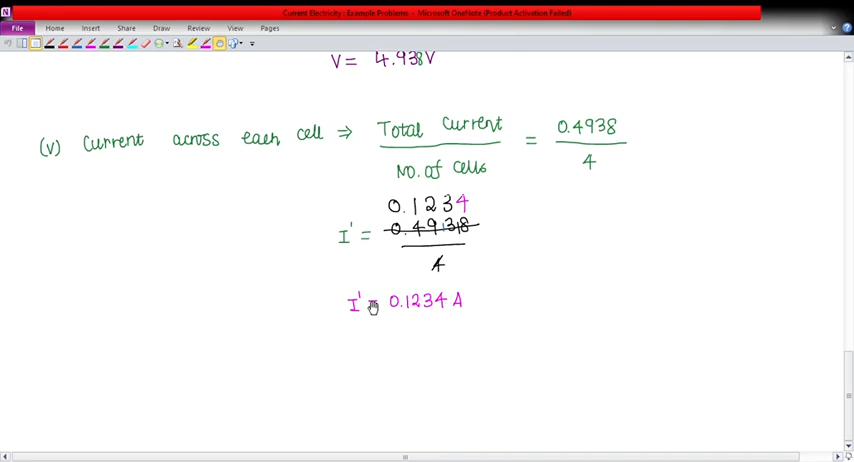 Current Electricity : Example Problems - Microsoft OneNote (Product Activation Failed)
File Home Insert Share Draw Review View Pages
V = 4.938V
(v) Current across each cell ⇒ Total Current / No. of cells = 0.4938 / 4
0.1234
I' = 0.4938 / 4
I' = 0.1234 A